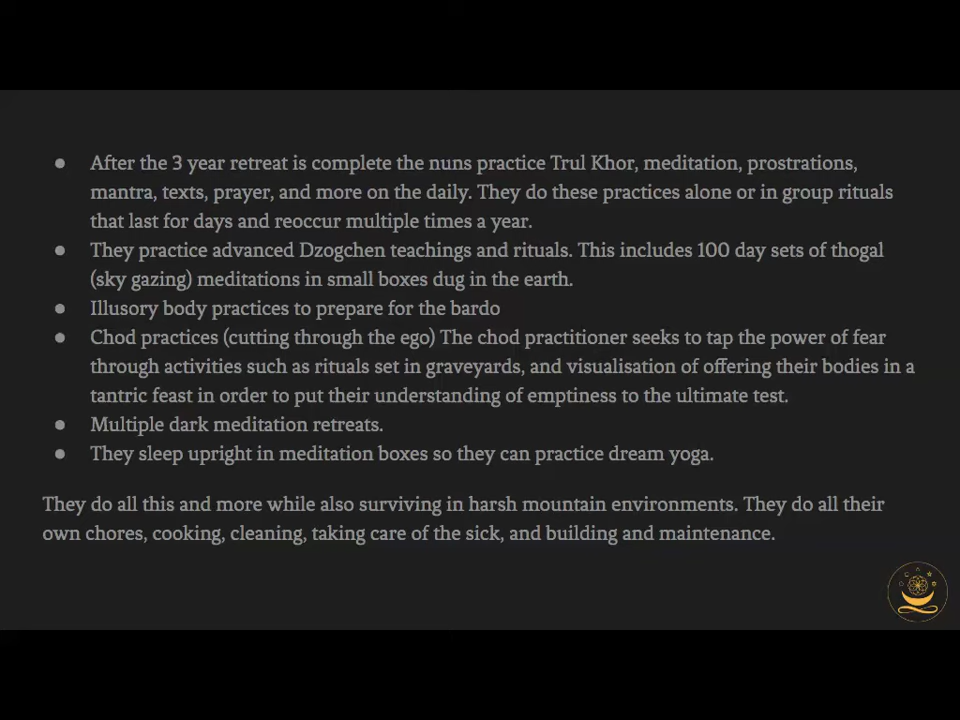 ● After the 3 year retreat is complete the nuns practice Trul Khor, meditation, prostrations,
mantra, texts, prayer, and more on the daily. They do these practices alone or in group rituals
that last for days and reoccur multiple times a year.
● They practice advanced Dzogchen teachings and rituals. This includes 100 day sets of thogal
(sky gazing) meditations in small boxes dug in the earth.
● Illusory body practices to prepare for the bardo
● Chod practices (cutting through the ego) The chod practitioner seeks to tap the power of fear
through activities such as rituals set in graveyards, and visualisation of offering their bodies in a
tantric feast in order to put their understanding of emptiness to the ultimate test.
● Multiple dark meditation retreats.
● They sleep upright in meditation boxes so they can practice dream yoga.
They do all this and more while also surviving in harsh mountain environments. They do all their
own chores, cooking, cleaning, taking care of the sick, and building and maintenance.